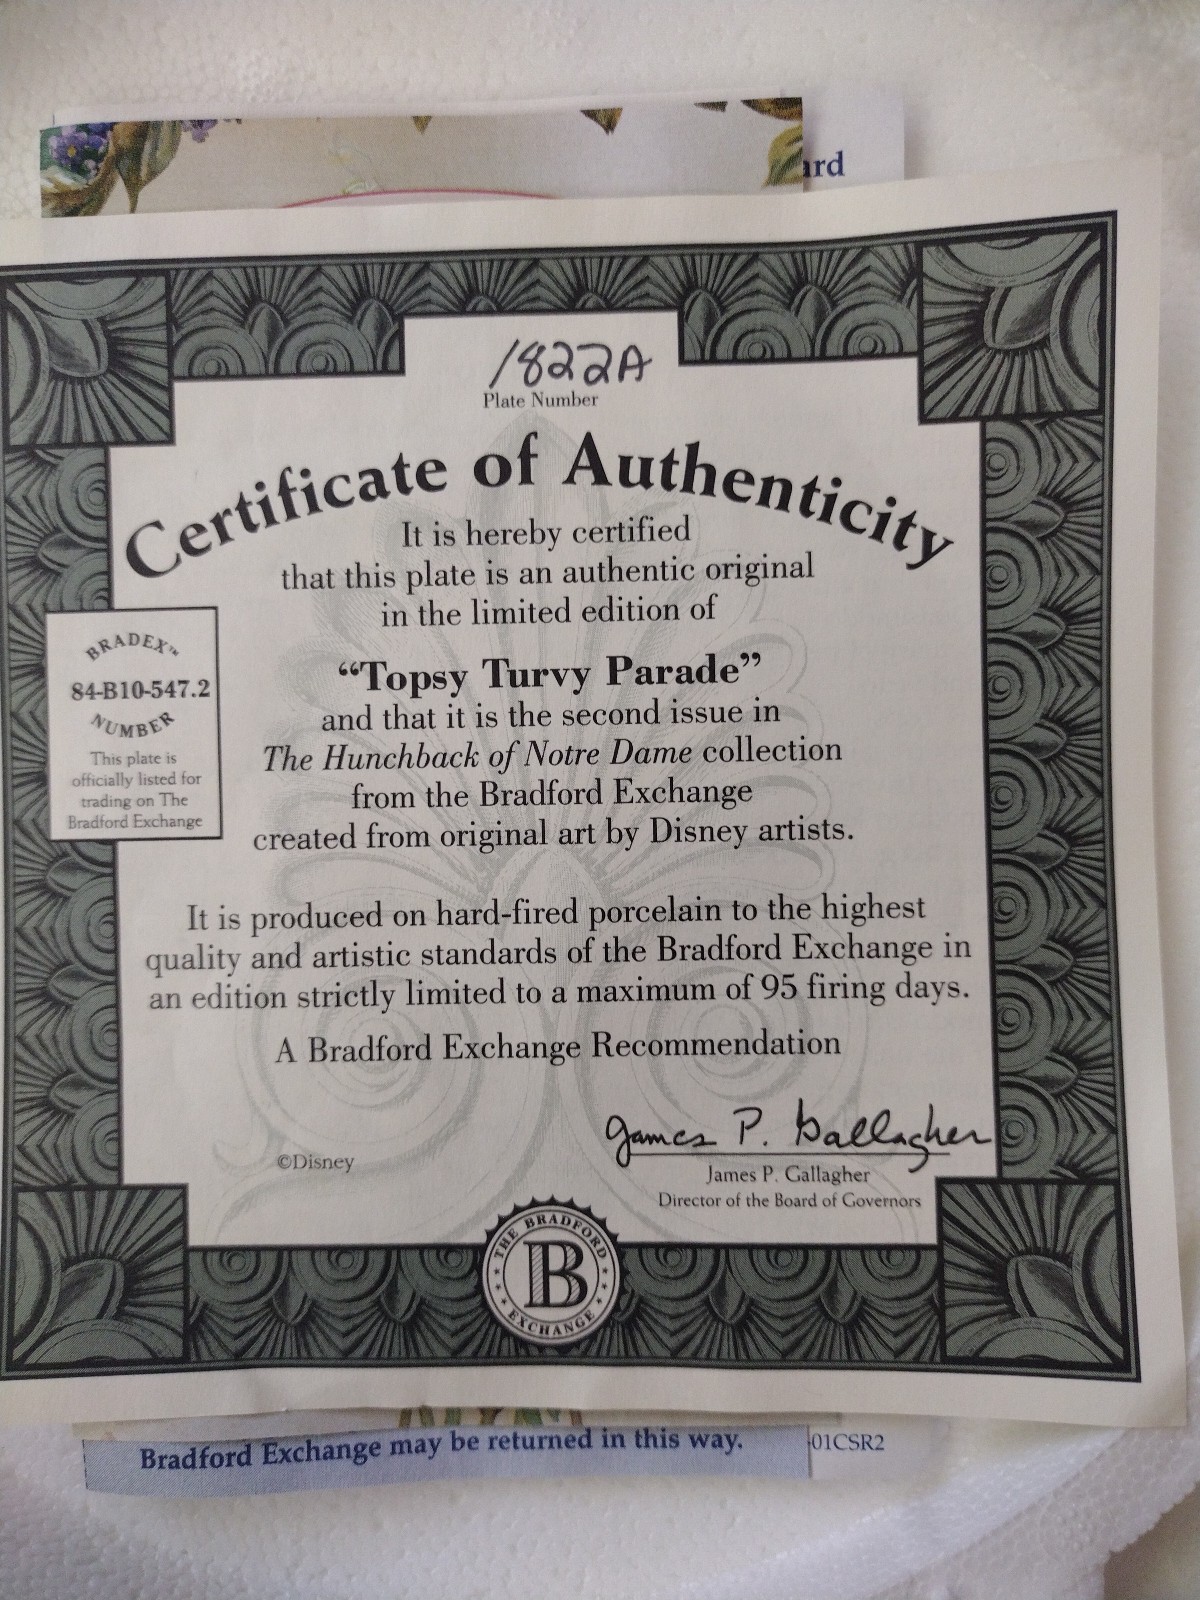 ard
1822A
Plate Number
Certificate of Authenticity
It is hereby certified
that this plate is an authentic original
in the limited edition of
“Topsy Turvy Parade”
and that it is the second issue in
The Hunchback of Notre Dame collection
from the Bradford Exchange
created from original art by Disney artists.
BRADEX™
84-B10-547.2
NUMBER
This plate is
officially listed for
trading on The
Bradford Exchange
It is produced on hard-fired porcelain to the highest
quality and artistic standards of the Bradford Exchange in
an edition strictly limited to a maximum of 95 firing days.
A Bradford Exchange Recommendation
James P. Gallagher
©Disney
James P. Gallagher
Director of the Board of Governors
THE BRADFORD
B
EXCHANGE
Bradford Exchange may be returned in this way.
01CSR2